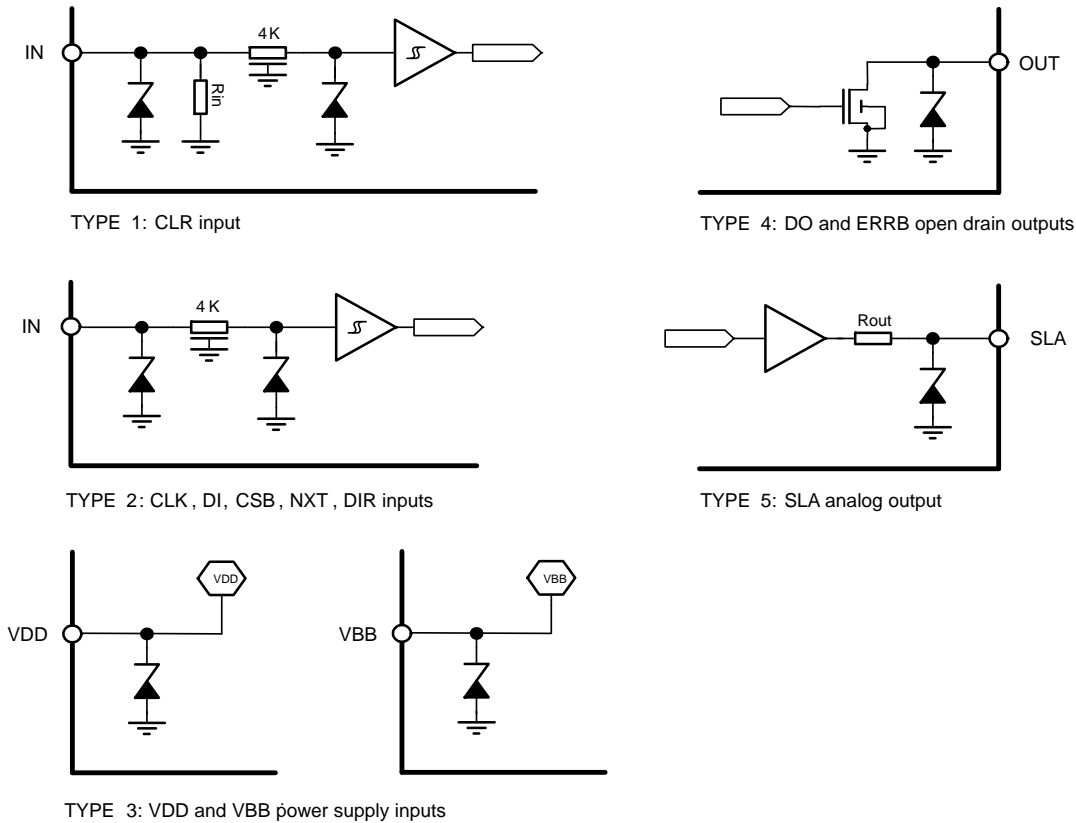 IN
4K
Rin
TYPE 1: CLR input
OUT
TYPE 4: DO and ERRB open drain outputs
IN
4K
TYPE 2: CLK, DI, CSB, NXT, DIR inputs
Rout
SLA
TYPE 5: SLA analog output
VDD
VDD
VBB
VBB
TYPE 3: VDD and VBB power supply inputs